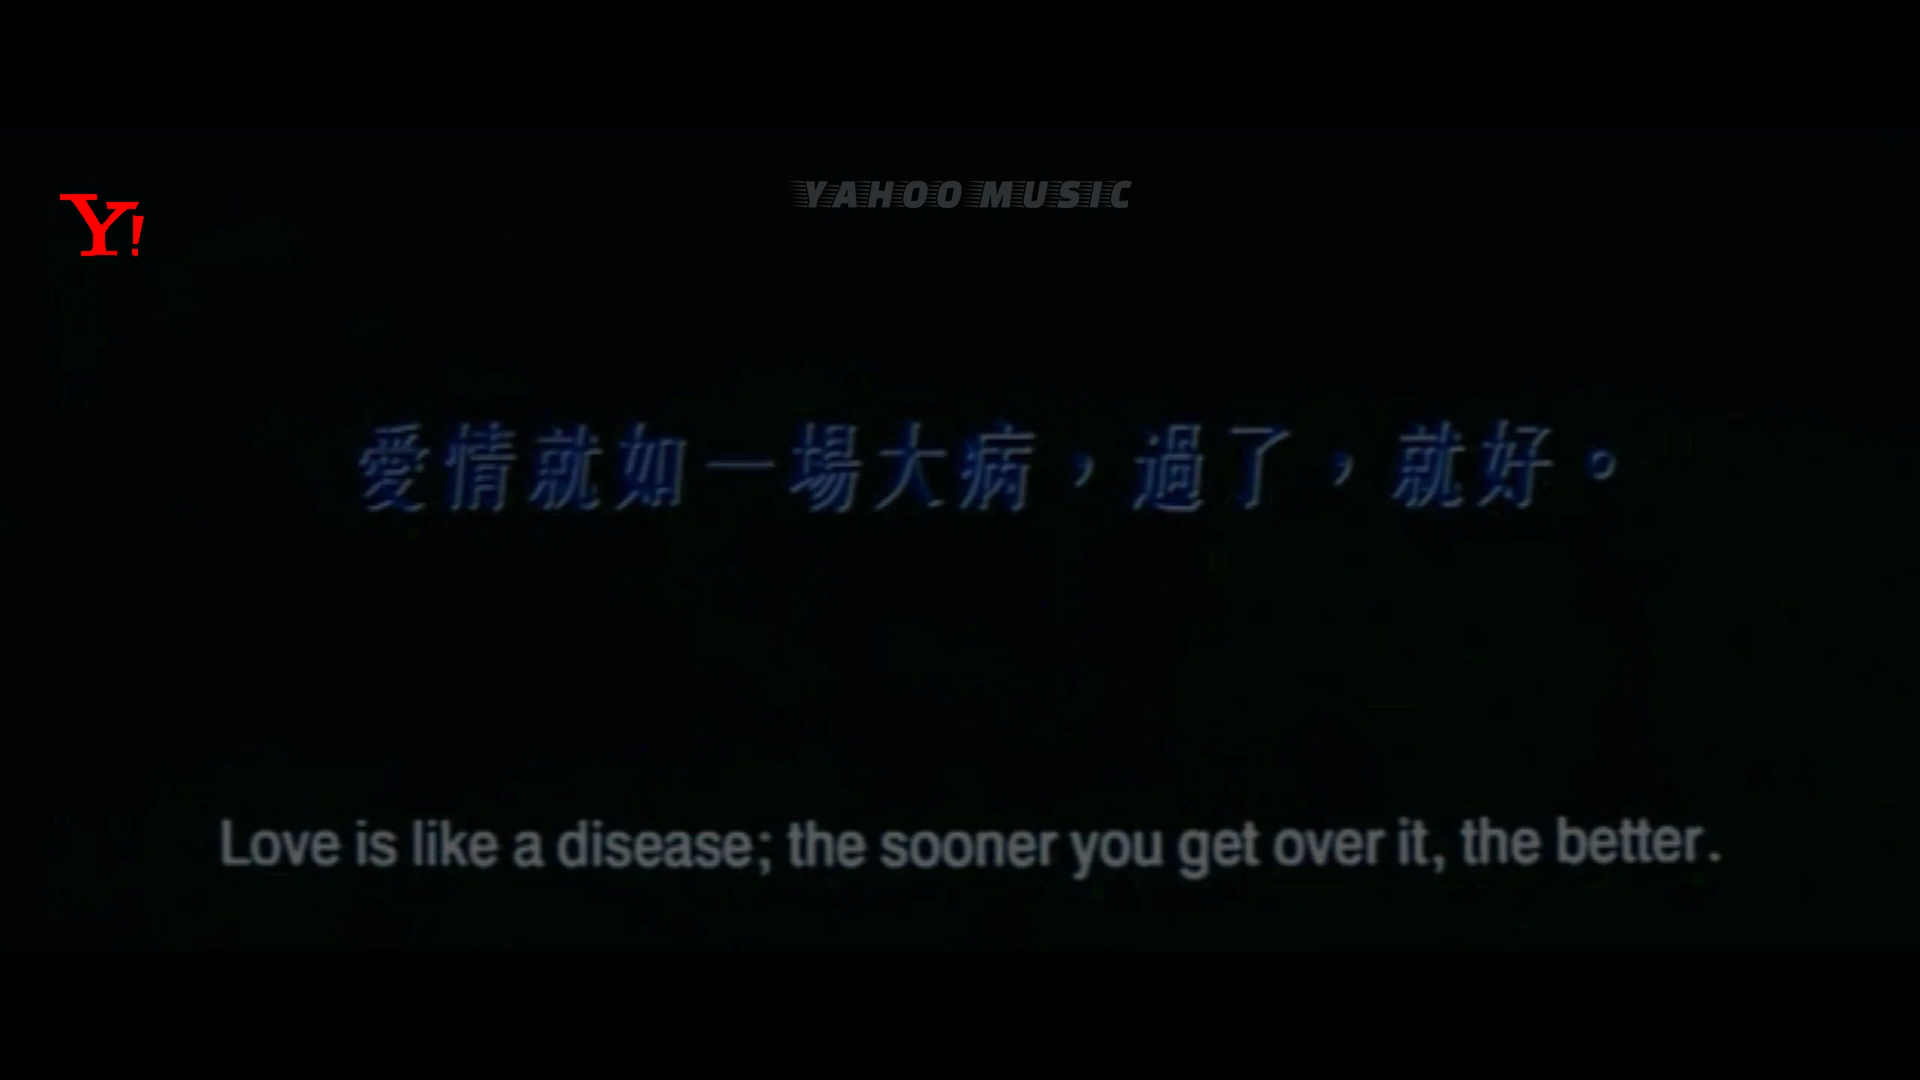 YAHOO MUSIC
Y!
愛情就如一場大病，過了，就好。
Love is like a disease; the sooner you get over it, the better.